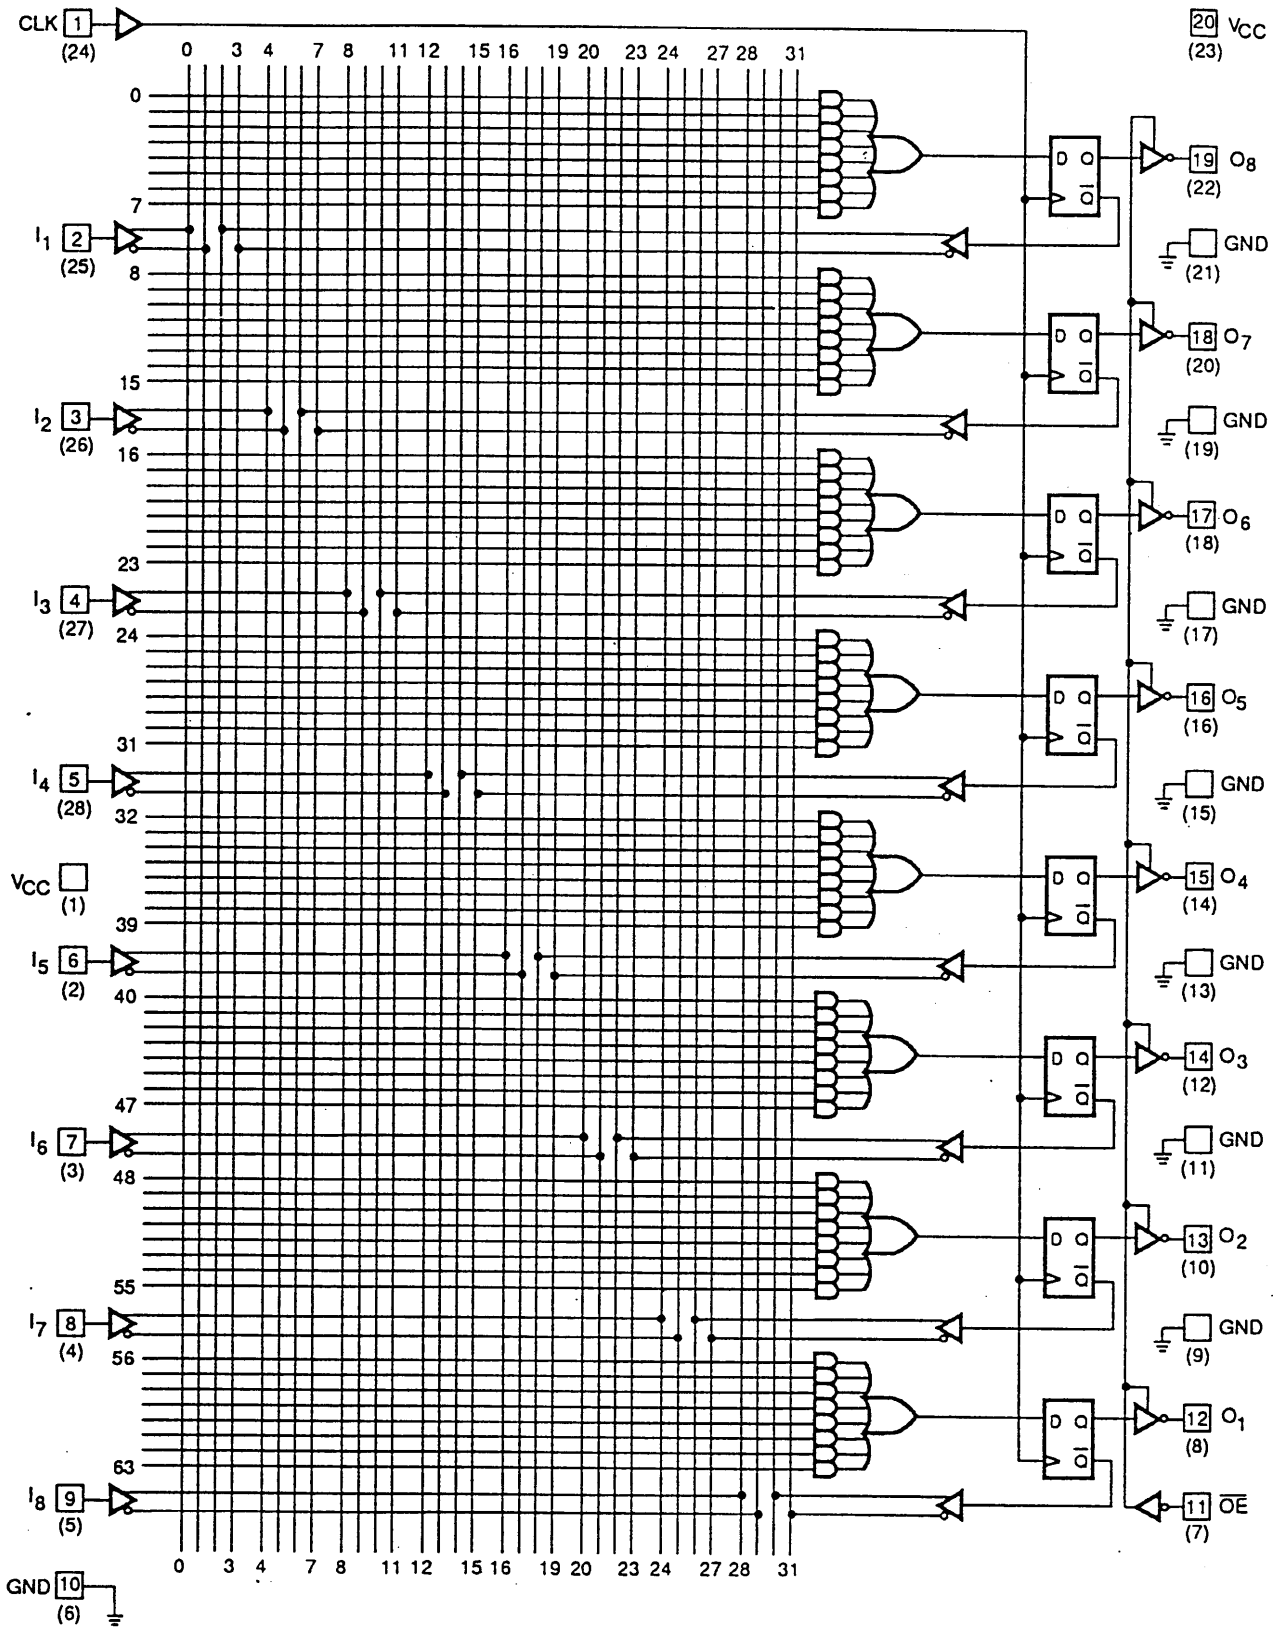 CLK 1 (24)
20 VCC (23)
0 3 4 7 8 11 12 15 16 19 20 23 24 27 28 31
0
D Q Q̅
19 O8 (22)
7
I1 2 (25)
GND (21)
8
D Q Q̅
18 O7 (20)
15
I2 3 (26)
GND (19)
16
D Q Q̅
17 O6 (18)
23
I3 4 (27)
GND (17)
24
D Q Q̅
16 O5 (16)
31
I4 5 (28)
GND (15)
32
VCC (1)
D Q Q̅
15 O4 (14)
39
I5 6 (2)
GND (13)
40
D Q Q̅
14 O3 (12)
47
I6 7 (3)
GND (11)
48
D Q Q̅
13 O2 (10)
55
I7 8 (4)
GND (9)
56
D Q Q̅
12 O1 (8)
63
I8 9 (5)
11 O̅E̅ (7)
0 3 4 7 8 11 12 15 16 19 20 23 24 27 28 31
GND 10 (6)